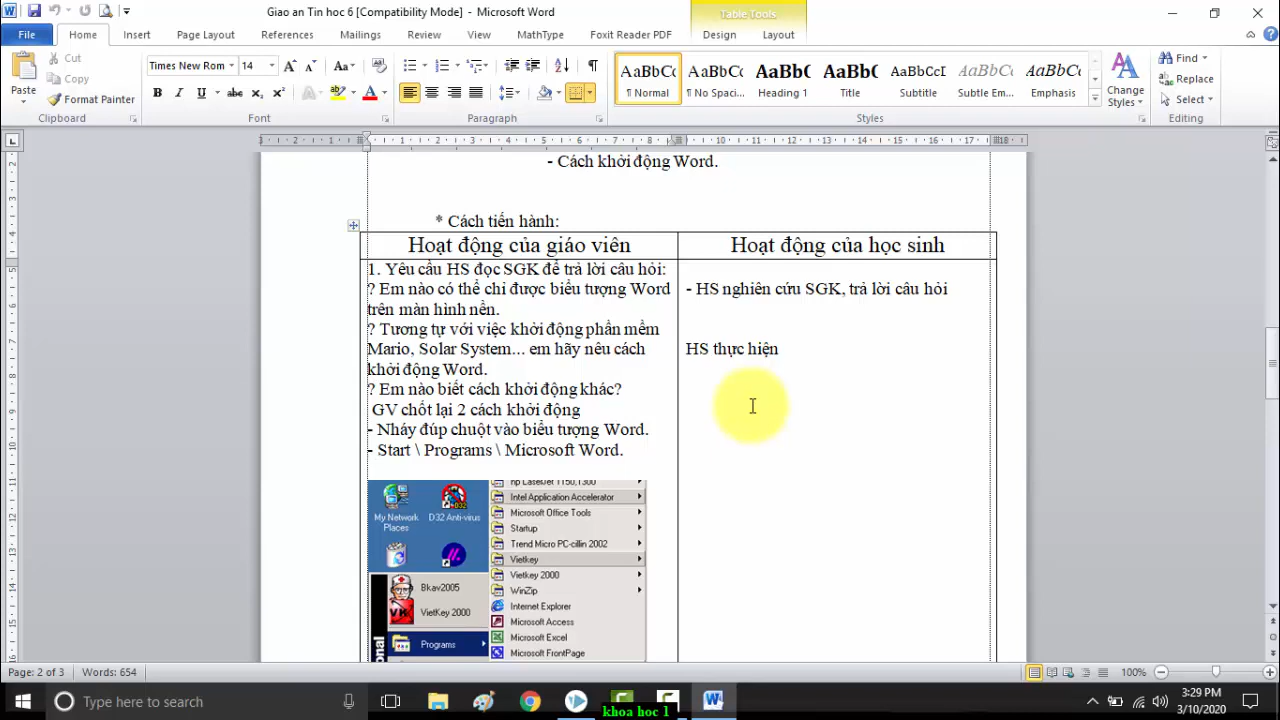 Giao an Tin hoc 6 [Compatibility Mode] - Microsoft Word
Table Tools
File Home Insert Page Layout References Mailings Review View MathType Foxit Reader PDF Design Layout
Paste
Cut
Copy
Format Painter
Clipboard
Times New Rom 14
Font
Paragraph
AaBbCc
¶ Normal
AaBbCc
¶ No Spaci...
AaBbC
Heading 1
AaBbC
Title
AaBbCcI
Subtitle
AaBbCc
Subtle Em...
AaBbCc
Emphasis
Change Styles
Styles
Find
Replace
Select
Editing
- Cách khởi động Word.
* Cách tiến hành:
Hoạt động của giáo viên
Hoạt động của học sinh
1. Yêu cầu HS đọc SGK để trả lời câu hỏi:
? Em nào có thể chỉ được biểu tượng Word
trên màn hình nền.
? Tương tự với việc khởi động phần mềm
Mario, Solar System... em hãy nêu cách
khởi động Word.
? Em nào biết cách khởi động khác?
GV chốt lại 2 cách khởi động
- Nháy đúp chuột vào biểu tượng Word.
- Start \ Programs \ Microsoft Word.
- HS nghiên cứu SGK, trả lời câu hỏi
HS thực hiện
My Network Places
D32 Anti-virus
Bkav2005
VietKey 2000
Programs
hp LaserJet 1150,1300
Intel Application Accelerator
Microsoft Office Tools
Startup
Trend Micro PC-cillin 2002
Vietkey
Vietkey 2000
WinZip
Internet Explorer
Microsoft Access
Microsoft Excel
Microsoft FrontPage
Page: 2 of 3 Words: 654
100%
Type here to search
khoa hoc 1
3:29 PM
3/10/2020